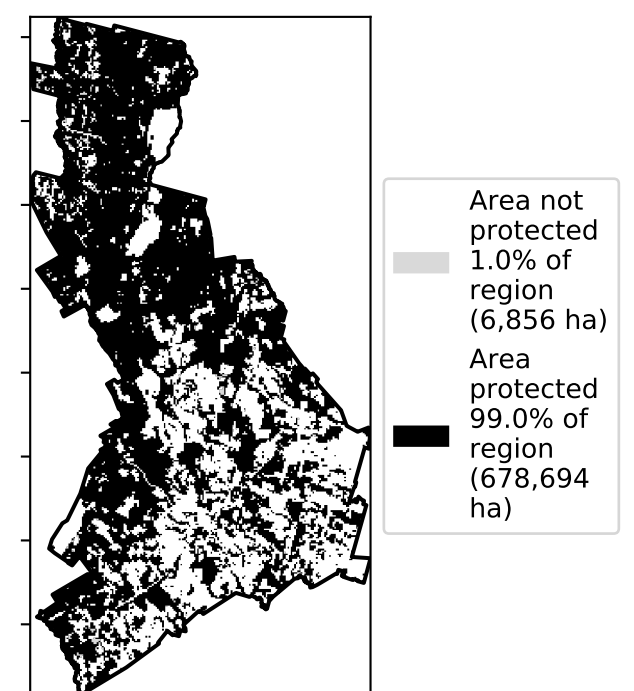 Area not
protected
1.0% of
region
(6,856 ha)
Area
protected
99.0% of
region
(678,694
ha)